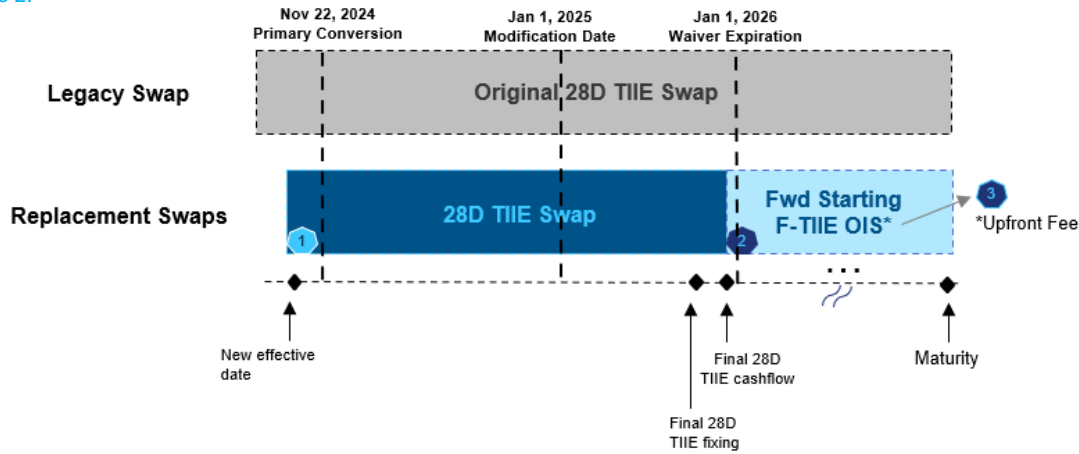 Nov 22, 2024
Primary Conversion
Jan 1, 2025
Modification Date
Jan 1, 2026
Waiver Expiration
Legacy Swap
Original 28D TIIE Swap
Replacement Swaps
28D TIIE Swap
Fwd Starting
F-TIIE OIS*
1
2
3
*Upfront Fee
...
New effective
date
Final 28D
TIIE cashflow
Maturity
Final 28D
TIIE fixing